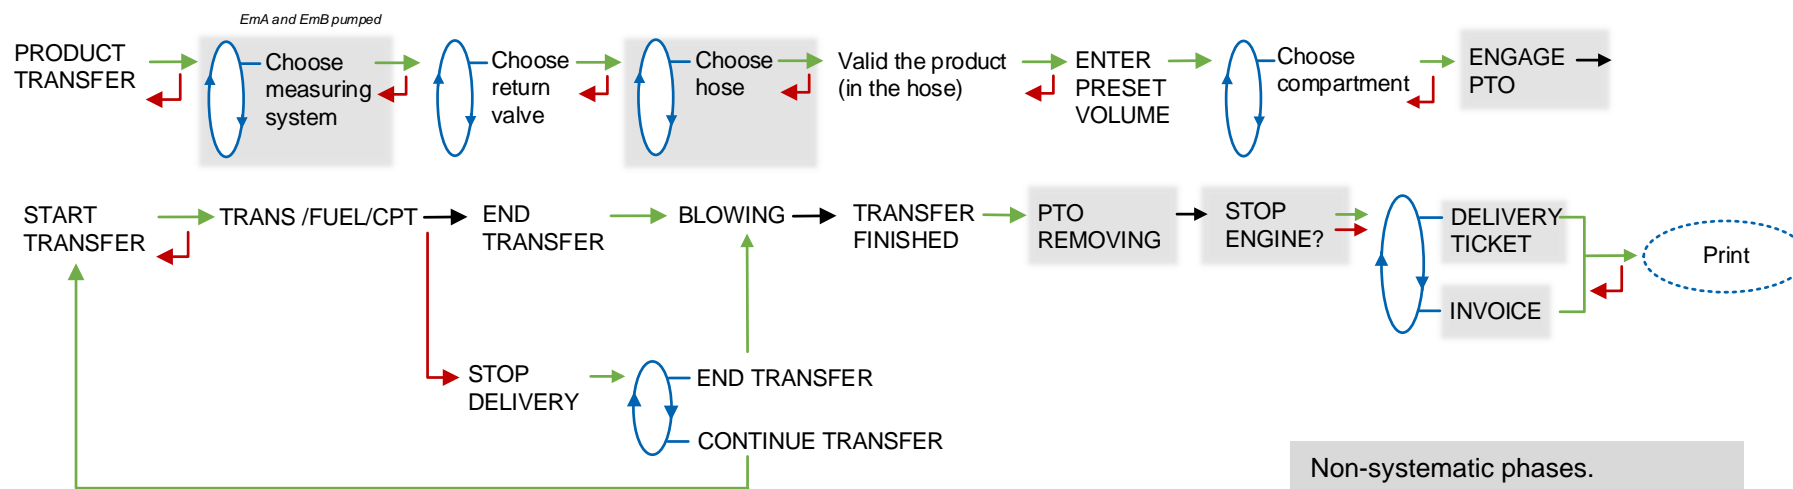 EmA and EmB pumped
PRODUCT
TRANSFER
Choose
measuring
system
Choose
return
valve
Choose
hose
Valid the product
(in the hose)
ENTER
PRESET
VOLUME
Choose
compartment
ENGAGE
PTO
START
TRANSFER
TRANS /FUEL/CPT
END
TRANSFER
BLOWING
TRANSFER
FINISHED
PTO
REMOVING
STOP
ENGINE?
DELIVERY
TICKET
INVOICE
Print
STOP
DELIVERY
END TRANSFER
CONTINUE TRANSFER
Non-systematic phases.